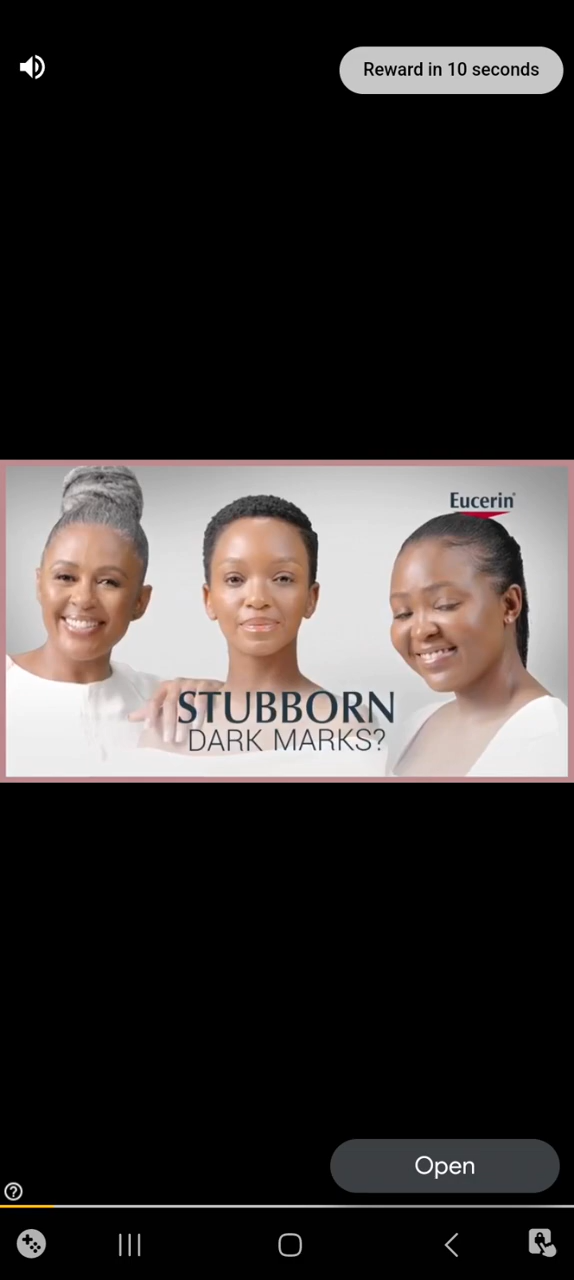 Reward in 10 seconds
Eucerin®
STUBBORN
DARK MARKS?
Open